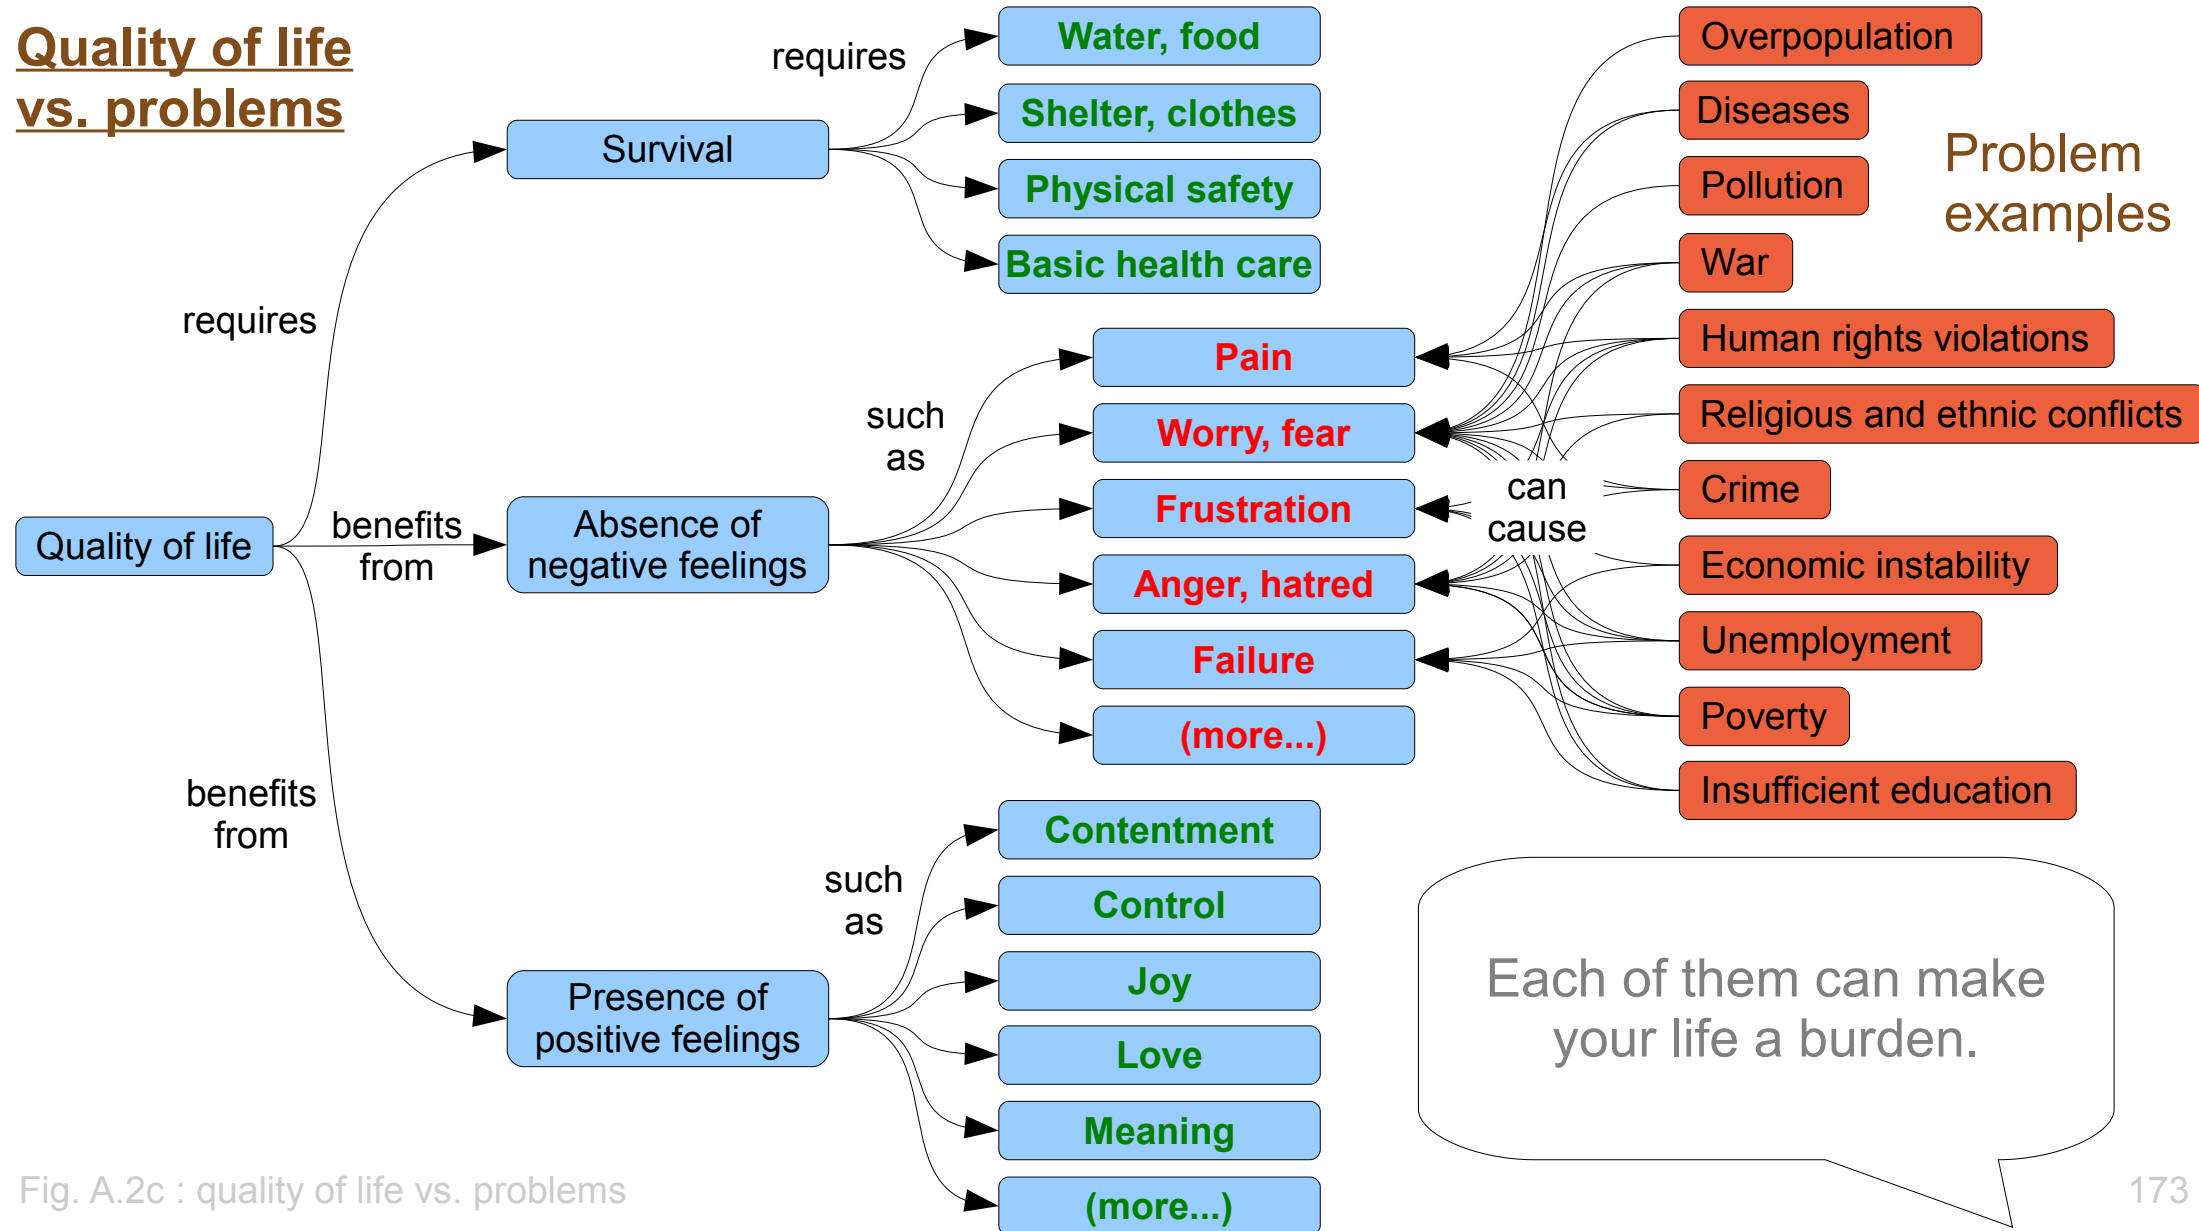 Quality of life
vs. problems
Quality of life
requires
benefits
from
benefits
from
Survival
Absence of
negative feelings
Presence of
positive feelings
requires
Water, food
Shelter, clothes
Physical safety
Basic health care
such
as
Pain
Worry, fear
Frustration
Anger, hatred
Failure
(more...)
such
as
Contentment
Control
Joy
Love
Meaning
(more...)
can
cause
Problem
examples
Overpopulation
Diseases
Pollution
War
Human rights violations
Religious and ethnic conflicts
Crime
Economic instability
Unemployment
Poverty
Insufficient education
Each of them can make
your life a burden.
Fig. A.2c : quality of life vs. problems
173